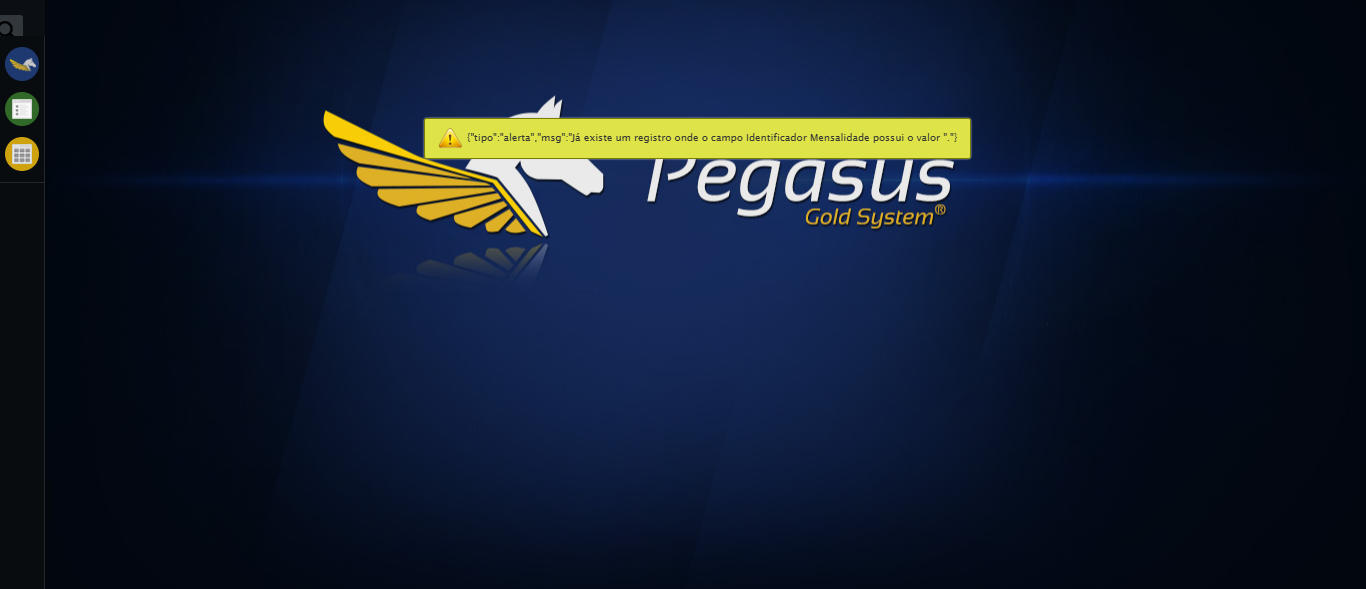 {"tipo":"alerta","msg":"Já existe um registro onde o campo Identificador Mensalidade possui o valor "."}
Pegasus
Gold System®